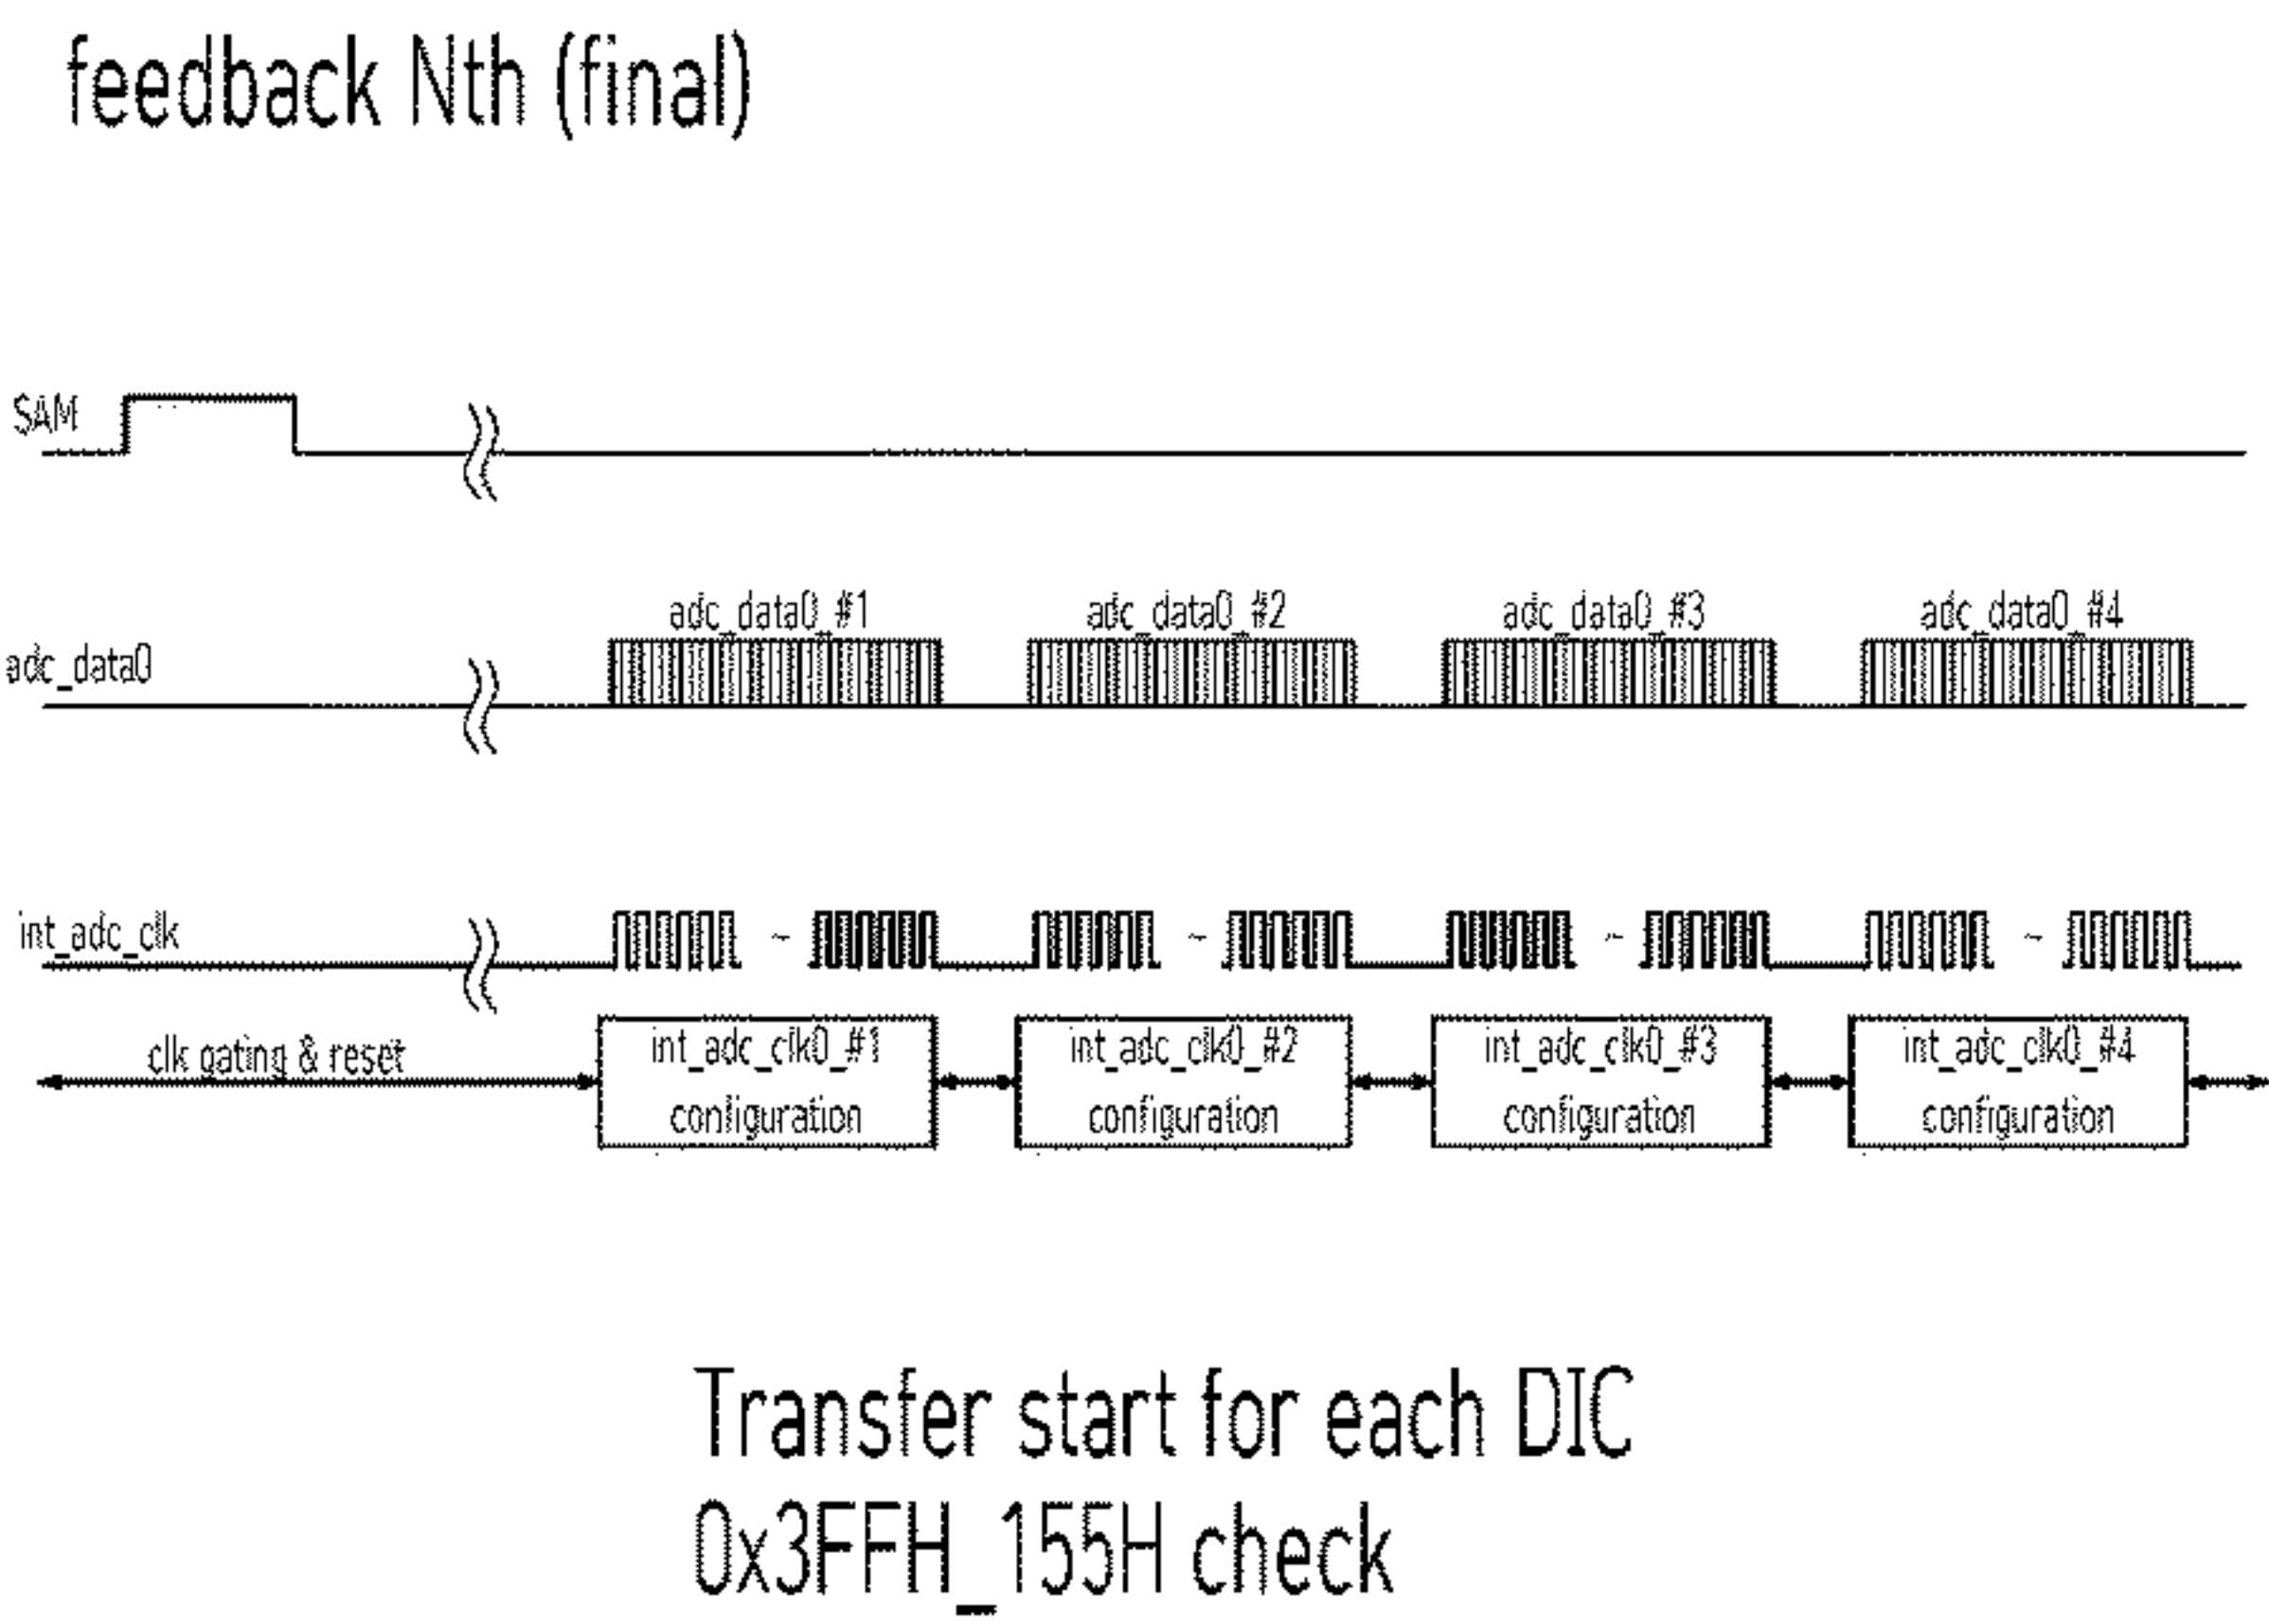 feedback Nth (final)
SAM
adc_data0_#1 adc_data0_#2 adc_data0_#3 adc_data0_#4
adc_data0
int_adc_clk ~ ~ ~ ~
clk gating & reset
int_adc_clk0_#1 int_adc_clk0_#2 int_adc_clk0_#3 int_adc_clk0_#4
configuration configuration configuration configuration
Transfer start for each DIC
0x3FFH_155H check